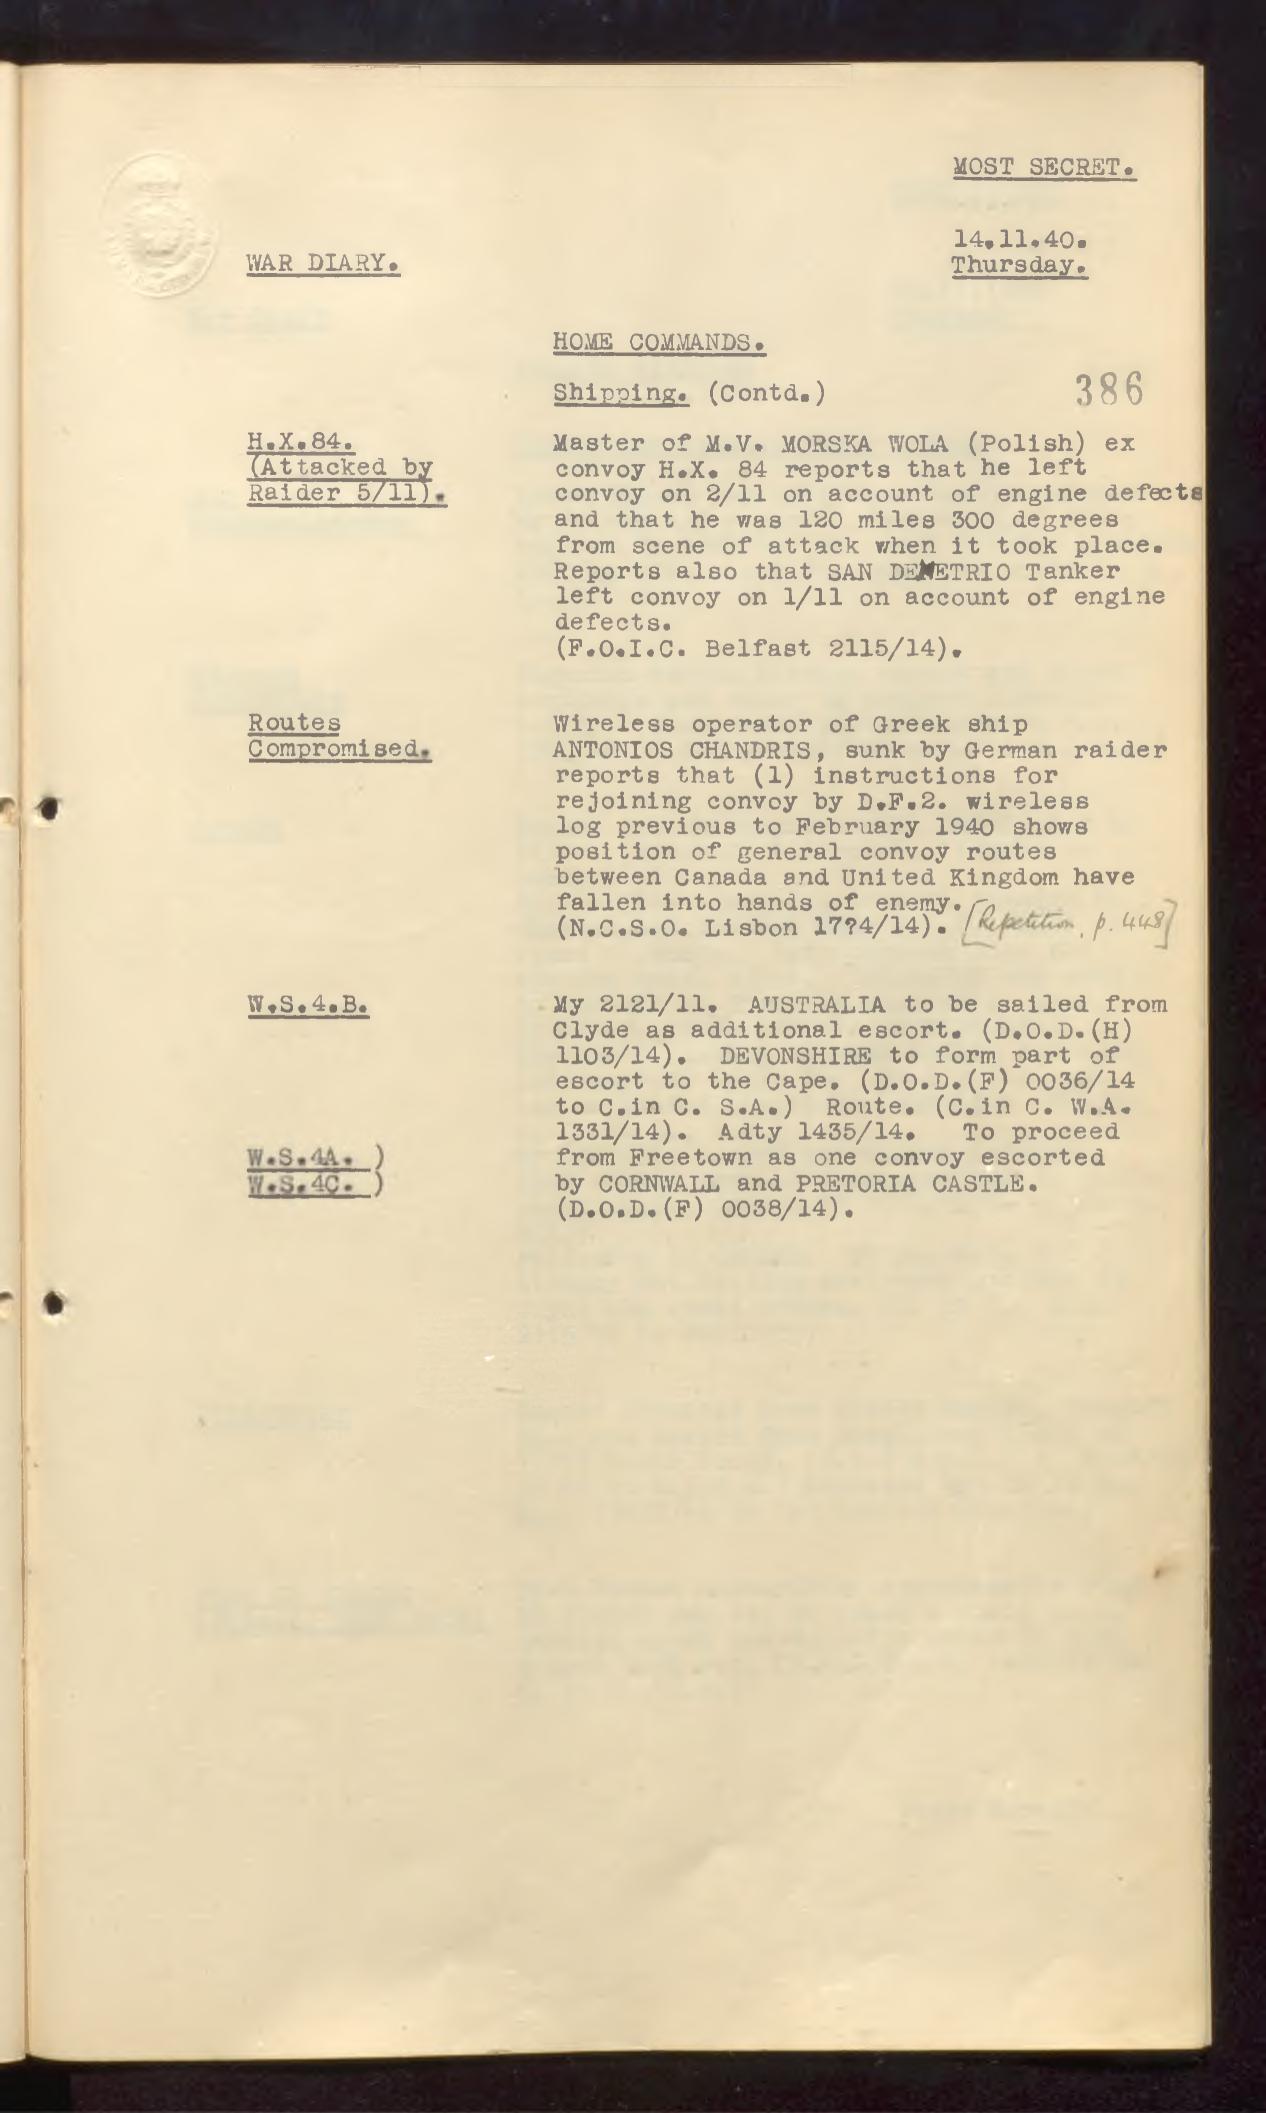 MOST SECRET.
14.11.40.
WAR DIARY.
Thursday.
HOME COMMANDS.
Shipping. (Contd.)
386
H.X.84.
(Attacked by
Raider 5/11).
Master of M.V. MORSKA WOLA (Polish) ex
convoy H.X. 84 reports that he left
convoy on 2/11 on account of engine defects
and that he was 120 miles 300 degrees
from scene of attack when it took place.
Reports also that SAN DEMETRIO Tanker
left convoy on 1/11 on account of engine
defects.
(F.O.I.C. Belfast 2115/14).
Routes
Compromised.
Wireless operator of Greek ship
ANTONIOS CHANDRIS, sunk by German raider
reports that (1) instructions for
rejoining convoy by D.F.2. wireless
log previous to February 1940 shows
position of general convoy routes
between Canada and United Kingdom have
fallen into hands of enemy.
(N.C.S.O. Lisbon 17?4/14). [Repetition, p. 448]
W.S.4.B.
My 2121/11. AUSTRALIA to be sailed from
Clyde as additional escort. (D.O.D.(H)
1103/14). DEVONSHIRE to form part of
escort to the Cape. (D.O.D.(F) 0036/14
to C.in C. S.A.) Route. (C.in C. W.A.
1331/14). Adty 1435/14. To proceed
W.S.4A. )
W.S.4C. )
from Freetown as one convoy escorted
by CORNWALL and PRETORIA CASTLE.
(D.O.D.(F) 0038/14).